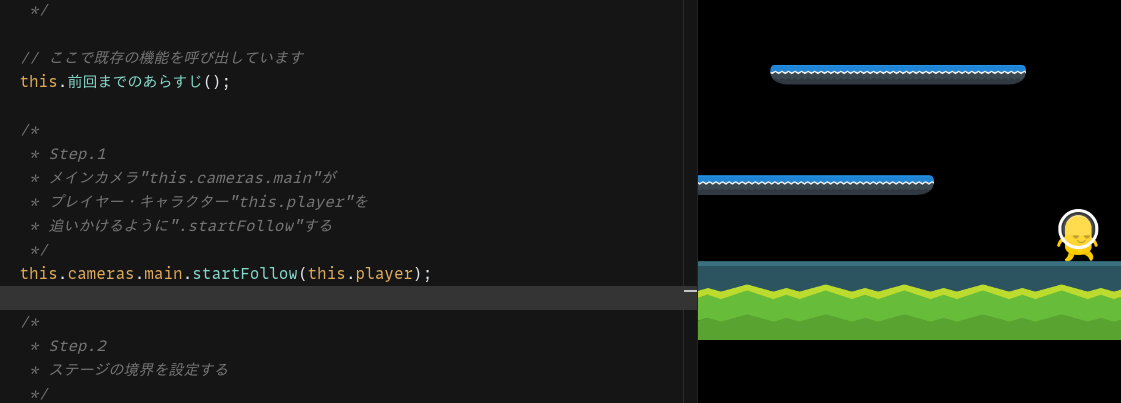 */
// ここで既存の機能を呼び出しています
this.前回までのあらすじ();
/*
* Step.1
* メインカメラ"this.cameras.main"が
* プレイヤー・キャラクター"this.player"を
* 追いかけるように".startFollow"する
*/
this.cameras.main.startFollow(this.player);
/*
* Step.2
* ステージの境界を設定する
*/